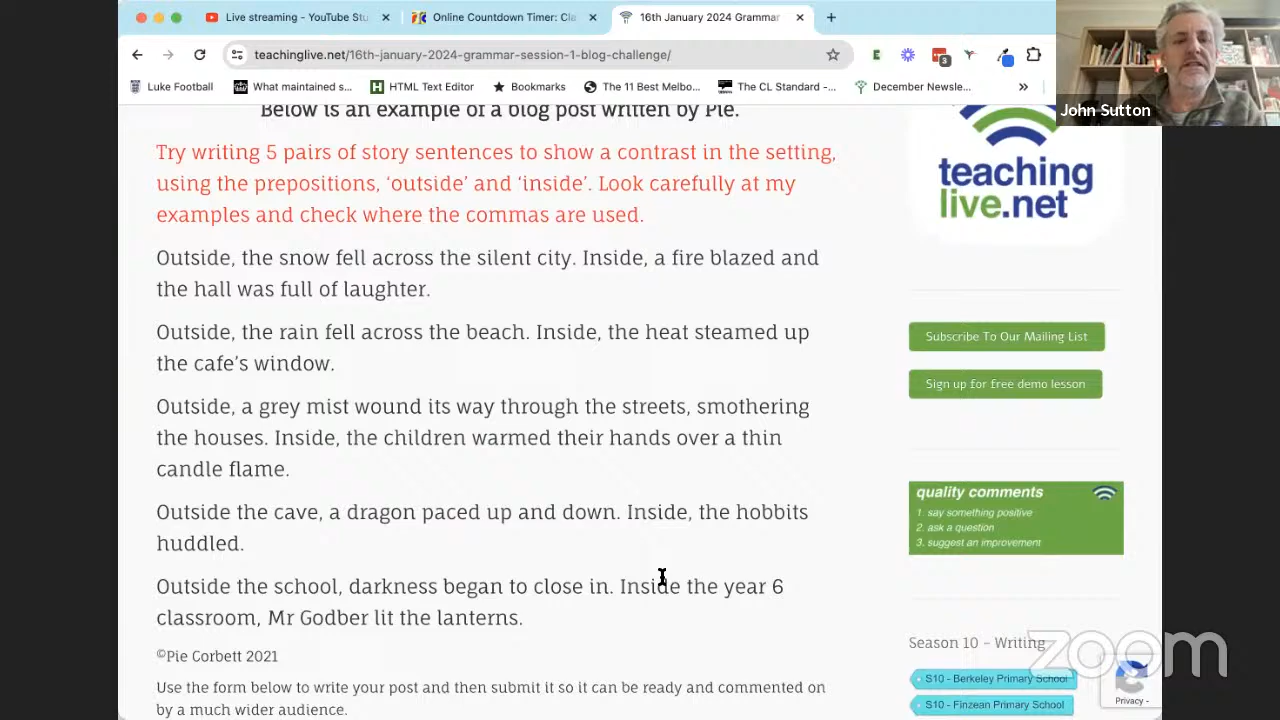 Live streaming - YouTube Stu
Online Countdown Timer: Cla
16th January 2024 Grammar
teachinglive.net/16th-january-2024-grammar-session-1-blog-challenge/
3
Luke Football
What maintained s...
HTML Text Editor
Bookmarks
The 11 Best Melbo...
The CL Standard -...
December Newsle...
John Sutton
Below is an example of a blog post written by Pie.
Try writing 5 pairs of story sentences to show a contrast in the setting,
using the prepositions, ‘outside’ and ‘inside’. Look carefully at my
examples and check where the commas are used.
Outside, the snow fell across the silent city. Inside, a fire blazed and
the hall was full of laughter.
Outside, the rain fell across the beach. Inside, the heat steamed up
the cafe’s window.
Outside, a grey mist wound its way through the streets, smothering
the houses. Inside, the children warmed their hands over a thin
candle flame.
Outside the cave, a dragon paced up and down. Inside, the hobbits
huddled.
Outside the school, darkness began to close in. Inside the year 6
classroom, Mr Godber lit the lanterns.
©Pie Corbett 2021
Use the form below to write your post and then submit it so it can be ready and commented on
by a much wider audience.
teaching
live.net
Subscribe To Our Mailing List
Sign up for free demo lesson
quality comments
1 say something positive
2. ask a question
3. suggest an improvement
Season 10 – Writing
S10 - Berkeley Primary School
S10 - Finzean Primary School
zoom
Privacy -